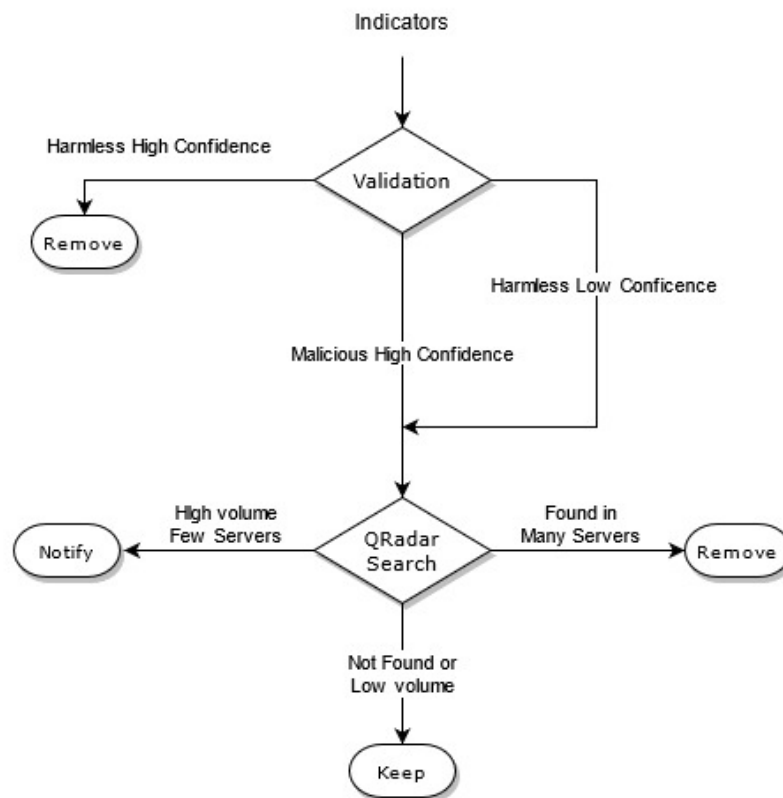 Indicators
Harmless High Confidence
Validation
Remove
Harmless Low Conficence
Malicious High Confidence
HIgh volume
Few Servers
Found in
Many Servers
QRadar
Search
Notify
Remove
Not Found or
Low volume
Keep